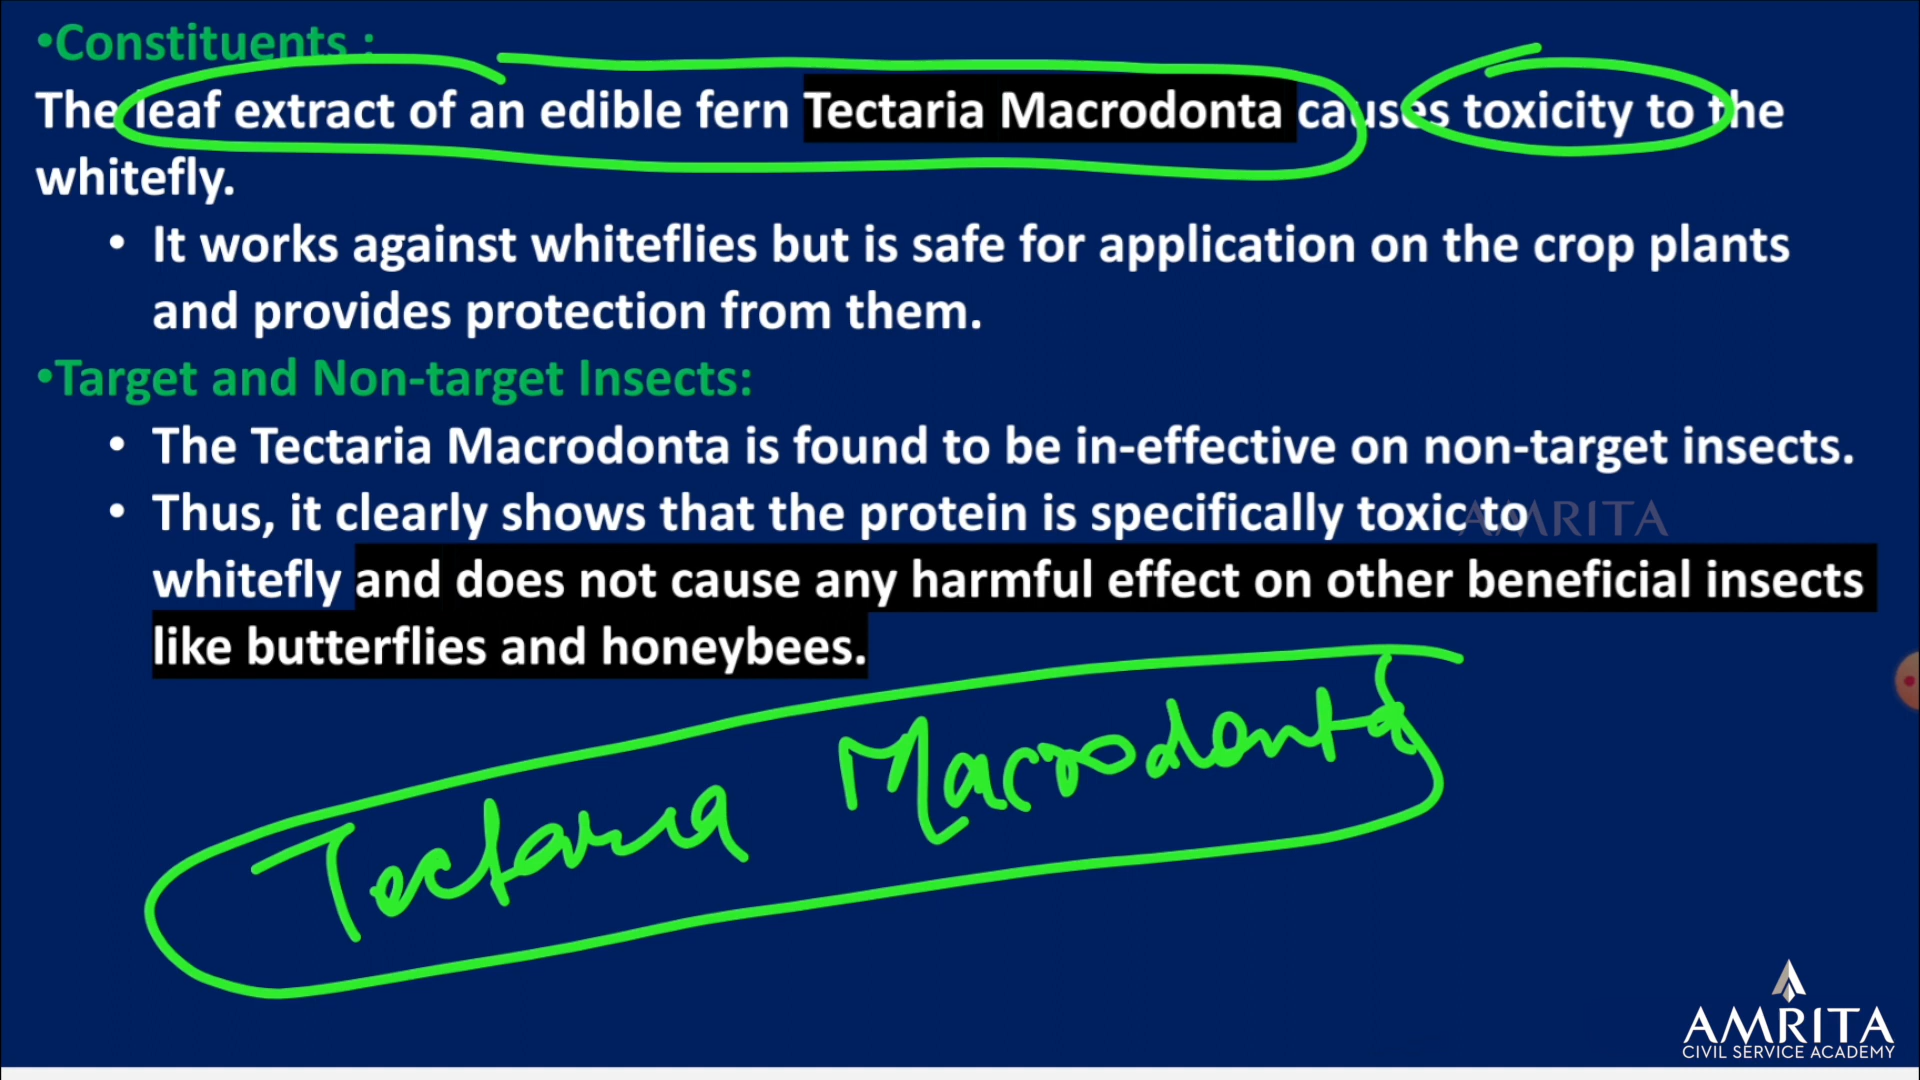 •Constituents :
The leaf extract of an edible fern Tectaria Macrodonta causes toxicity to the
whitefly.
• It works against whiteflies but is safe for application on the crop plants
and provides protection from them.
•Target and Non-target Insects:
• The Tectaria Macrodonta is found to be in-effective on non-target insects.
• Thus, it clearly shows that the protein is specifically toxic to
AMRITA
whitefly and does not cause any harmful effect on other beneficial insects
like butterflies and honeybees.
Tectaria Macrodonta
AMRITA
CIVIL SERVICE ACADEMY